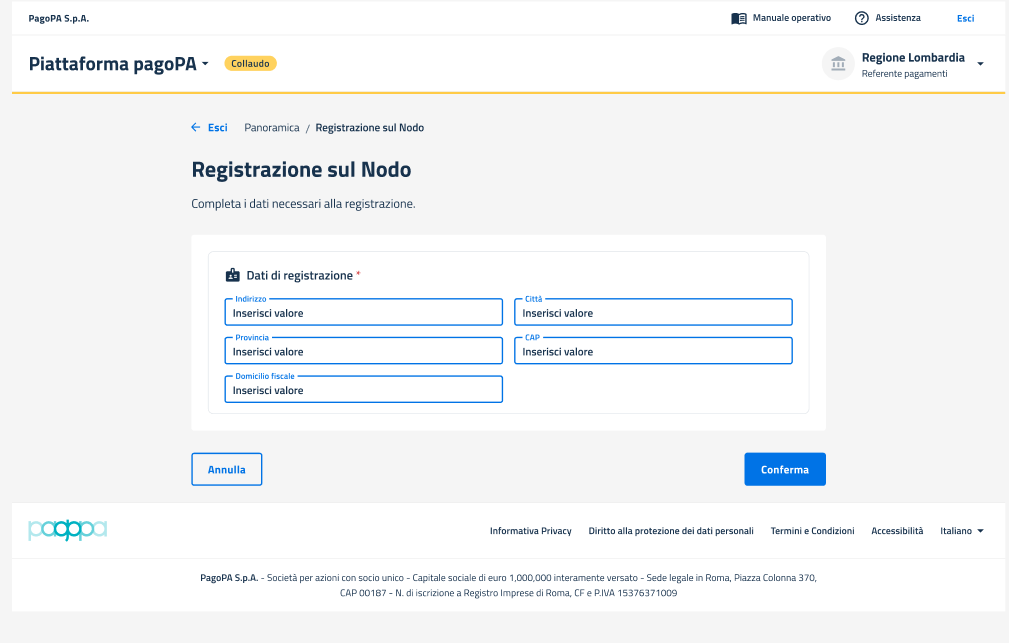 PagoPA S.p.A.
Manuale operativo
Assistenza
Esci
Piattaforma pagoPA
Collaudo
Regione Lombardia
Referente pagamenti
Esci
Panoramica / Registrazione sul Nodo
Registrazione sul Nodo
Completa i dati necessari alla registrazione.
Dati di registrazione *
Indirizzo
Inserisci valore
Città
Inserisci valore
Provincia
Inserisci valore
CAP
Inserisci valore
Domicilio fiscale
Inserisci valore
Annulla
Conferma
pagopa
Informativa Privacy
Diritto alla protezione dei dati personali
Termini e Condizioni
Accessibilità
Italiano
PagoPA S.p.A. - Società per azioni con socio unico - Capitale sociale di euro 1,000,000 interamente versato - Sede legale in Roma, Piazza Colonna 370,
CAP 00187 - N. di iscrizione a Registro Imprese di Roma, CF e P.IVA 15376371009